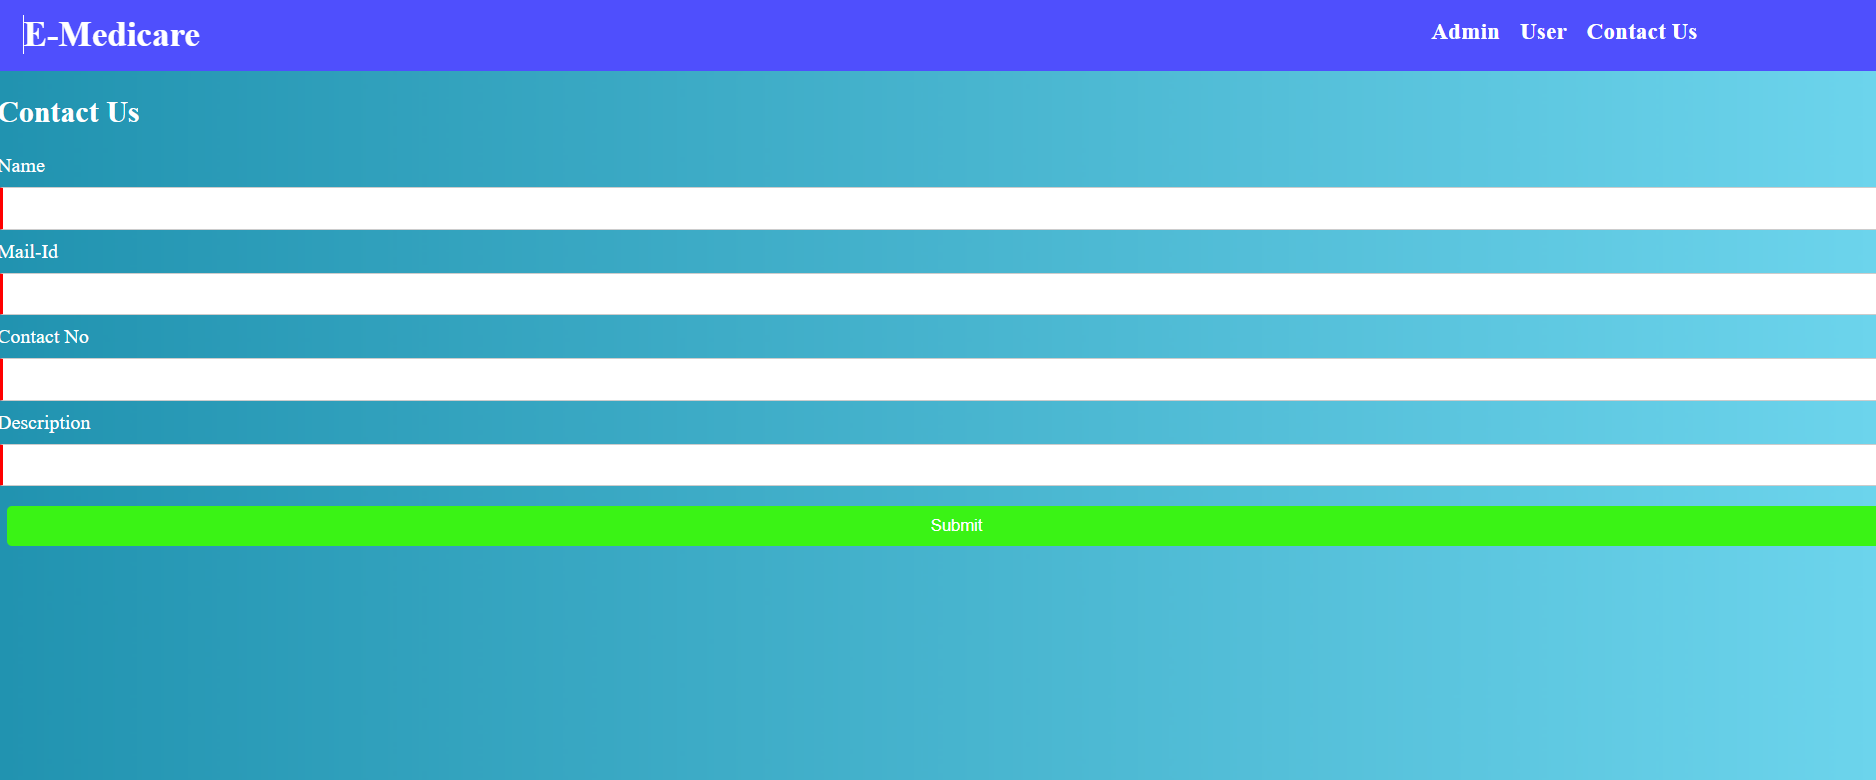 E-Medicare
Admin User Contact Us
Contact Us
Name
Mail-Id
Contact No
Description
Submit